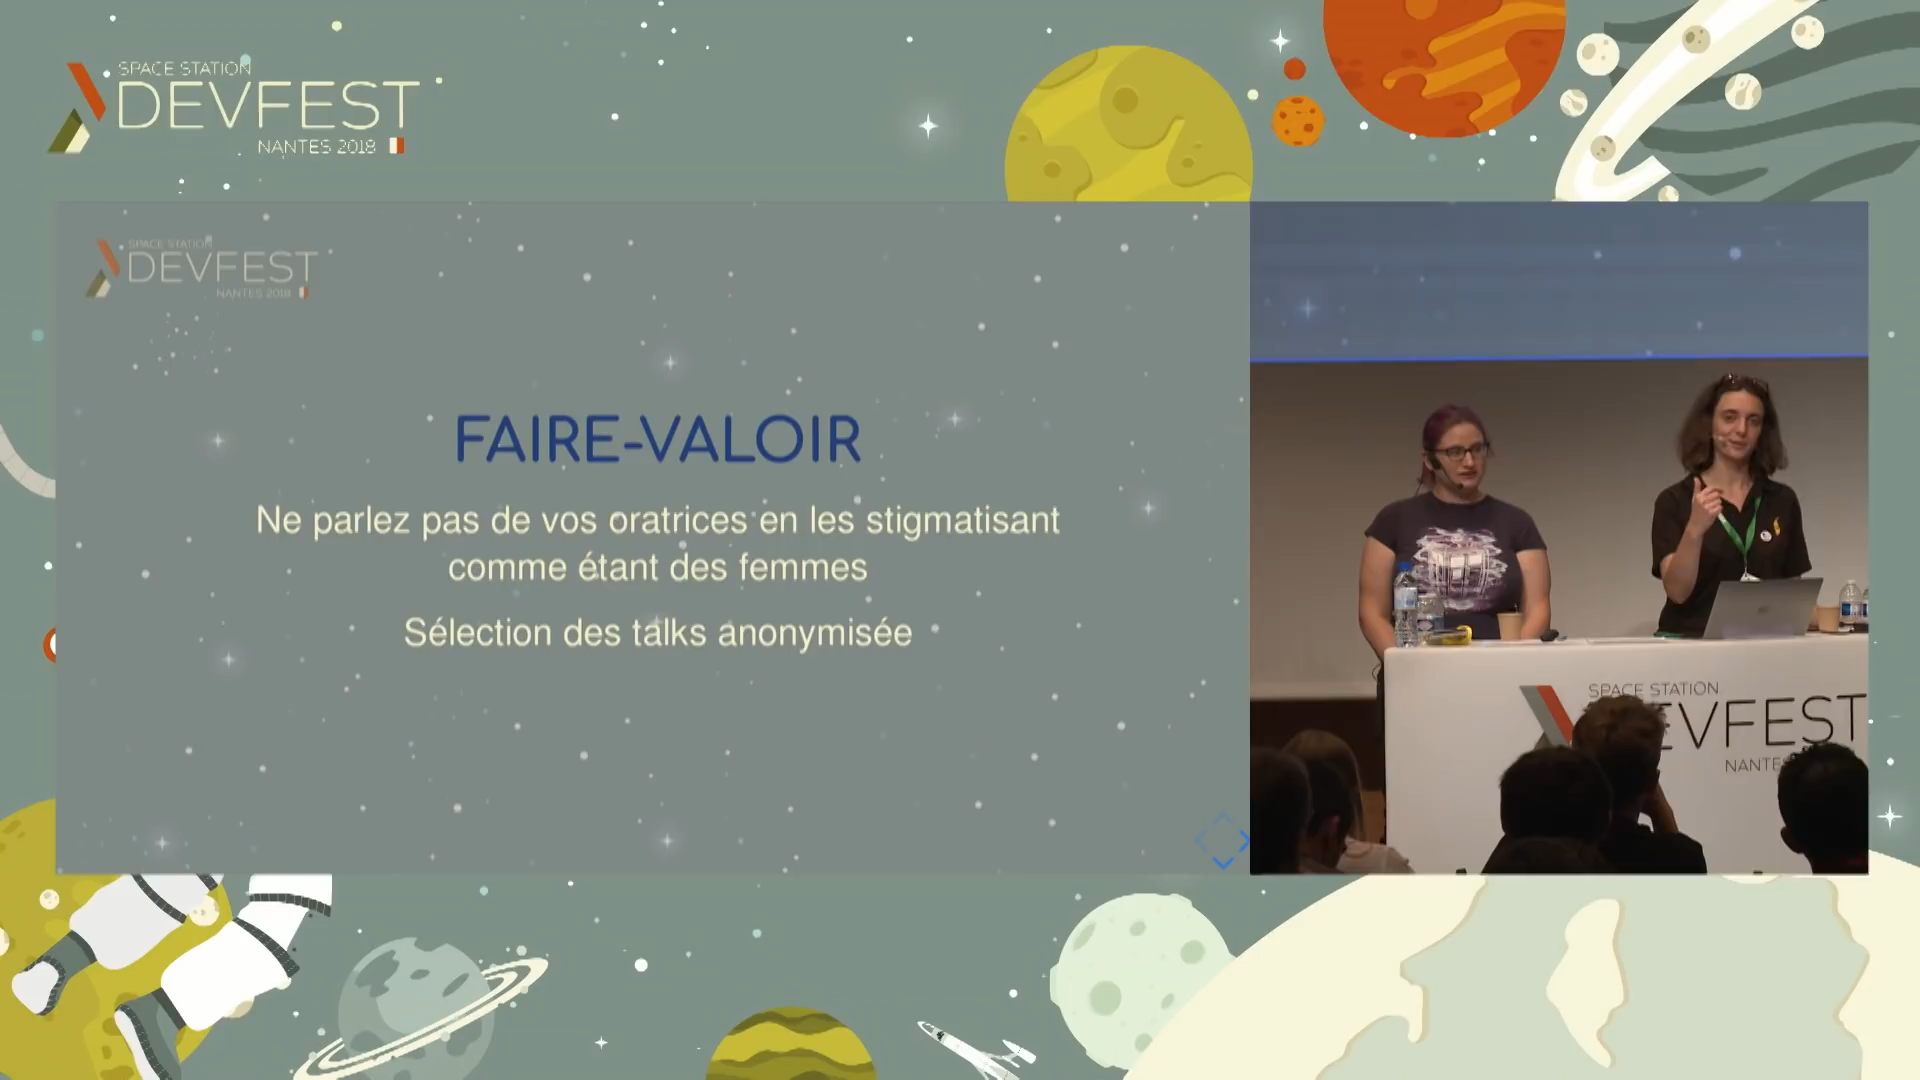 SPACE STATION
DEVFEST
NANTES 2018
SPACE STATION
DEVFEST
NANTES 2018
FAIRE-VALOIR
Ne parlez pas de vos oratrices en les stigmatisant
comme étant des femmes
Sélection des talks anonymisée
SPACE STATION
EVFEST
NANTES